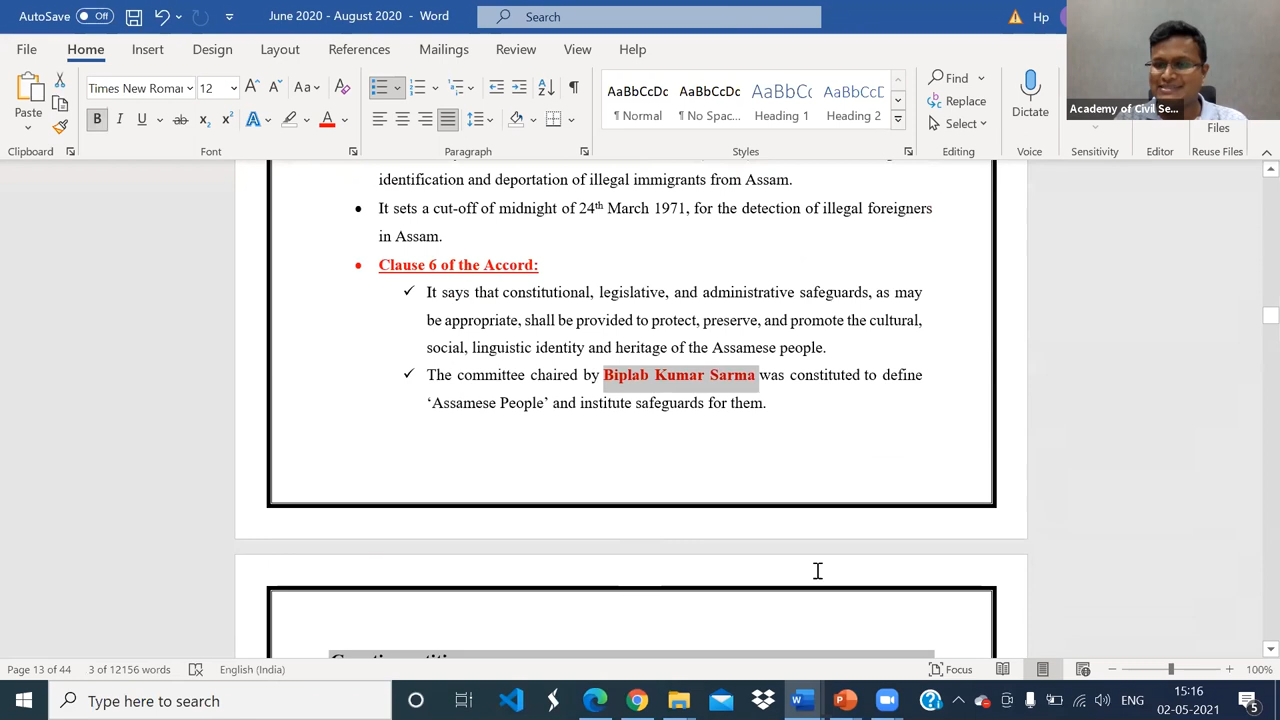 AutoSave Off June 2020 - August 2020 - Word Search Hp
File Home Insert Design Layout References Mailings Review View Help
Academy of Civil Se...
Times New Roma 12 Aa
Find
AaBbCcDc AaBbCcDc AaBbCc AaBbCcD
Paste
Replace
Dictate
B I U ab x₂ x² A A
¶ Normal ¶ No Spac... Heading 1 Heading 2
Select
Files
Clipboard Font Paragraph Styles Editing Voice Sensitivity Editor Reuse Files
identification and deportation of illegal immigrants from Assam.
• It sets a cut-off of midnight of 24th March 1971, for the detection of illegal foreigners
in Assam.
• Clause 6 of the Accord:
✓ It says that constitutional, legislative, and administrative safeguards, as may
be appropriate, shall be provided to protect, preserve, and promote the cultural,
social, linguistic identity and heritage of the Assamese people.
✓ The committee chaired by Biplab Kumar Sarma was constituted to define
‘Assamese People’ and institute safeguards for them.
Page 13 of 44 3 of 12156 words English (India) Focus 100%
Type here to search ENG 15:16
02-05-2021 5